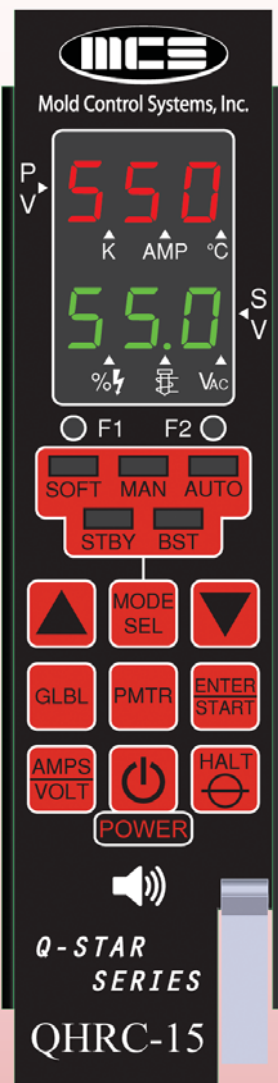 MCS
Mold Control Systems, Inc.
P
V
550
K AMP °C
55.0
S
V
% VAC
F1 F2
SOFT MAN AUTO
STBY BST
MODE
SEL
GLBL PMTR ENTER
START
AMPS
VOLT
HALT
POWER
Q-STAR
SERIES
QHRC-15